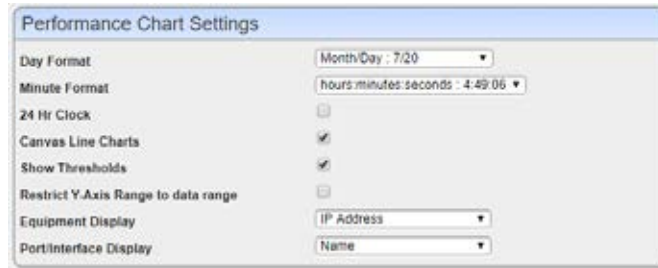 Performance Chart Settings
Day Format Month/Day : 7/20
Minute Format hours:minutes:seconds : 4:49:06
24 Hr Clock
Canvas Line Charts
Show Thresholds
Restrict Y-Axis Range to data range
Equipment Display IP Address
Port/Interface Display Name